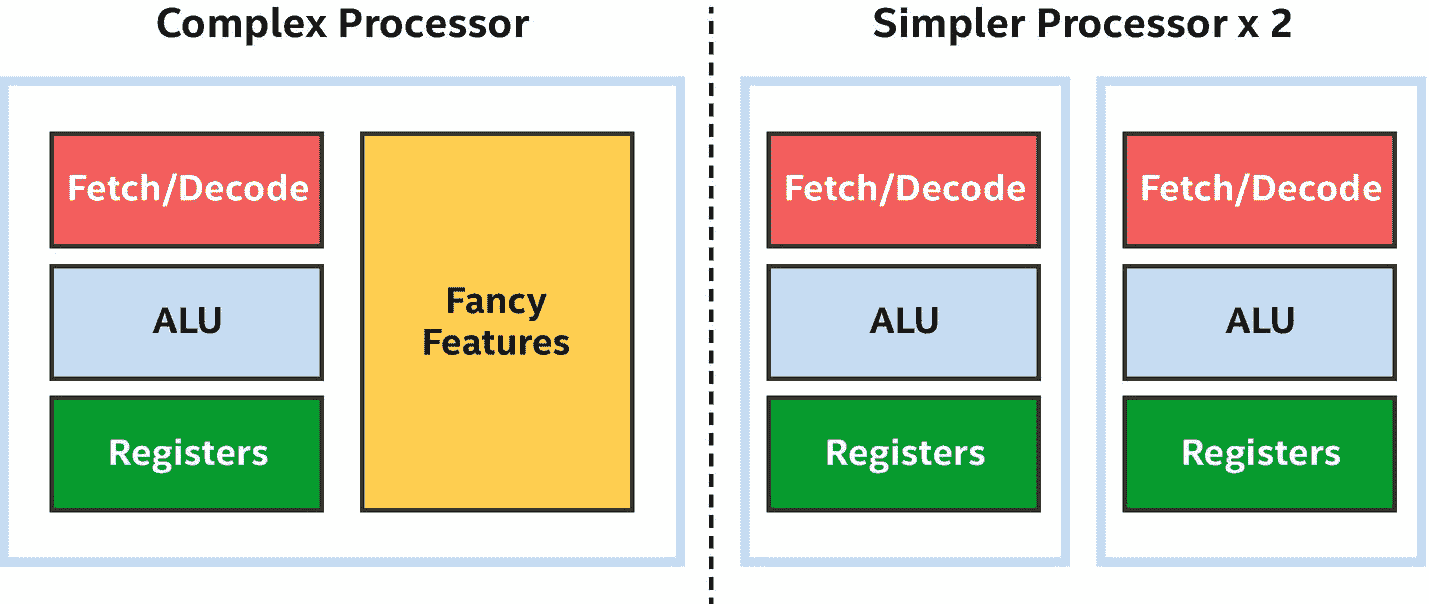 Complex Processor
Fetch/Decode
ALU
Registers
Fancy
Features
Simpler Processor x 2
Fetch/Decode
ALU
Registers
Fetch/Decode
ALU
Registers